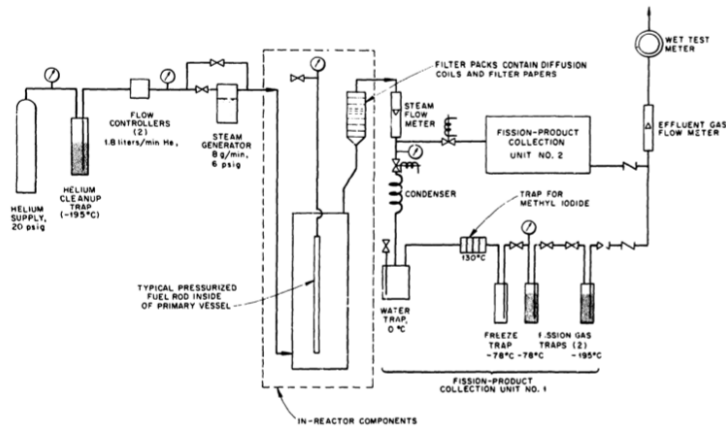 WET TEST
METER
FILTER PACKS CONTAIN DIFFUSION
COILS AND FILTER PAPERS
STEAM
FLOW
METER
EFFLUENT GAS
FLOW METER
FISSION-PRODUCT
COLLECTION
UNIT NO. 2
FLOW
CONTROLLERS
(2)
1.8 liters/min He,
STEAM
GENERATOR
8 g/min,
6 psig
HELIUM
CLEANUP
TRAP
(-195°C)
HELIUM
SUPPLY,
20 psig
CONDENSER
TRAP FOR
METHYL IODIDE
130°C
TYPICAL PRESSURIZED
FUEL ROD INSIDE
OF PRIMARY VESSEL
WATER
TRAP,
0 °C
FREEZE
TRAP
-78°C
FISSION GAS
TRAPS (2)
-78°C
-195°C
FISSION-PRODUCT
COLLECTION UNIT NO. 1
IN-REACTOR COMPONENTS